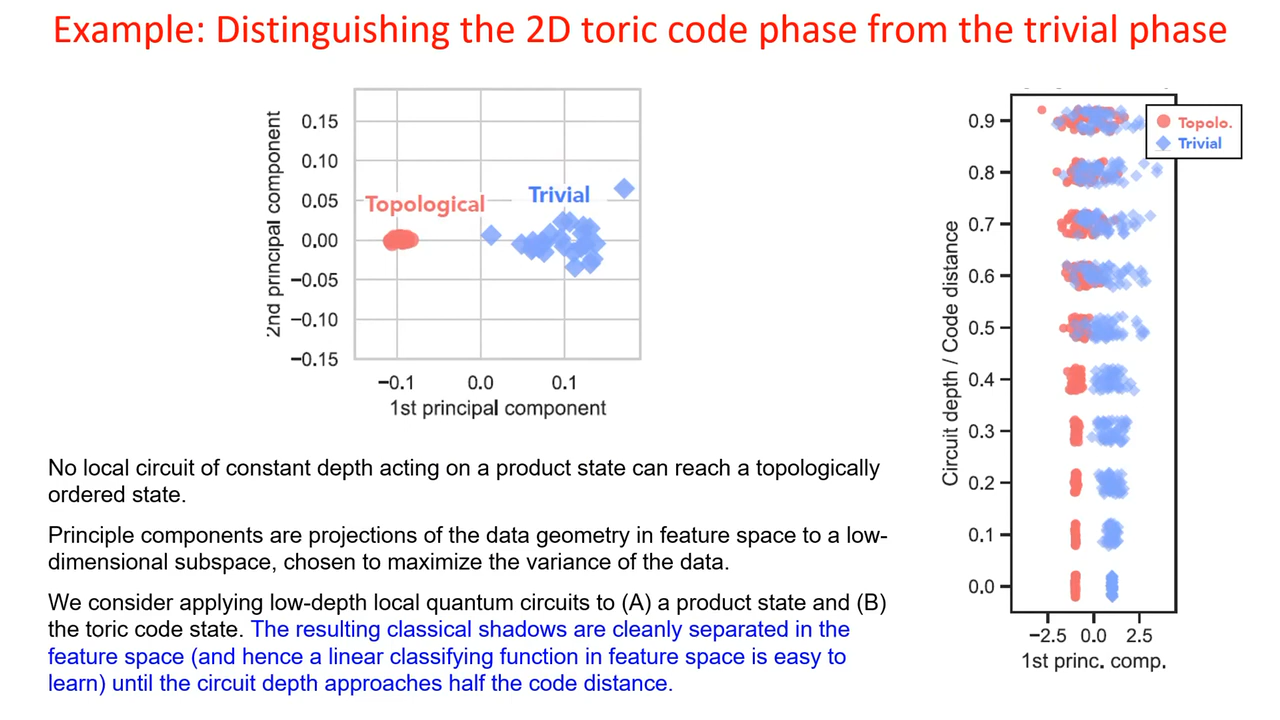 Example: Distinguishing the 2D toric code phase from the trivial phase
2nd principal component
0.15
0.10
0.05
0.00
−0.05
−0.10
−0.15
Topological
Trivial
−0.1
0.0
0.1
1st principal component
No local circuit of constant depth acting on a product state can reach a topologically
ordered state.
Principle components are projections of the data geometry in feature space to a low-
dimensional subspace, chosen to maximize the variance of the data.
We consider applying low-depth local quantum circuits to (A) a product state and (B)
the toric code state. The resulting classical shadows are cleanly separated in the
feature space (and hence a linear classifying function in feature space is easy to
learn) until the circuit depth approaches half the code distance.
Circuit depth / Code distance
0.9
0.8
0.7
0.6
0.5
0.4
0.3
0.2
0.1
0.0
Topolo.
Trivial
−2.5
0.0
2.5
1st princ. comp.